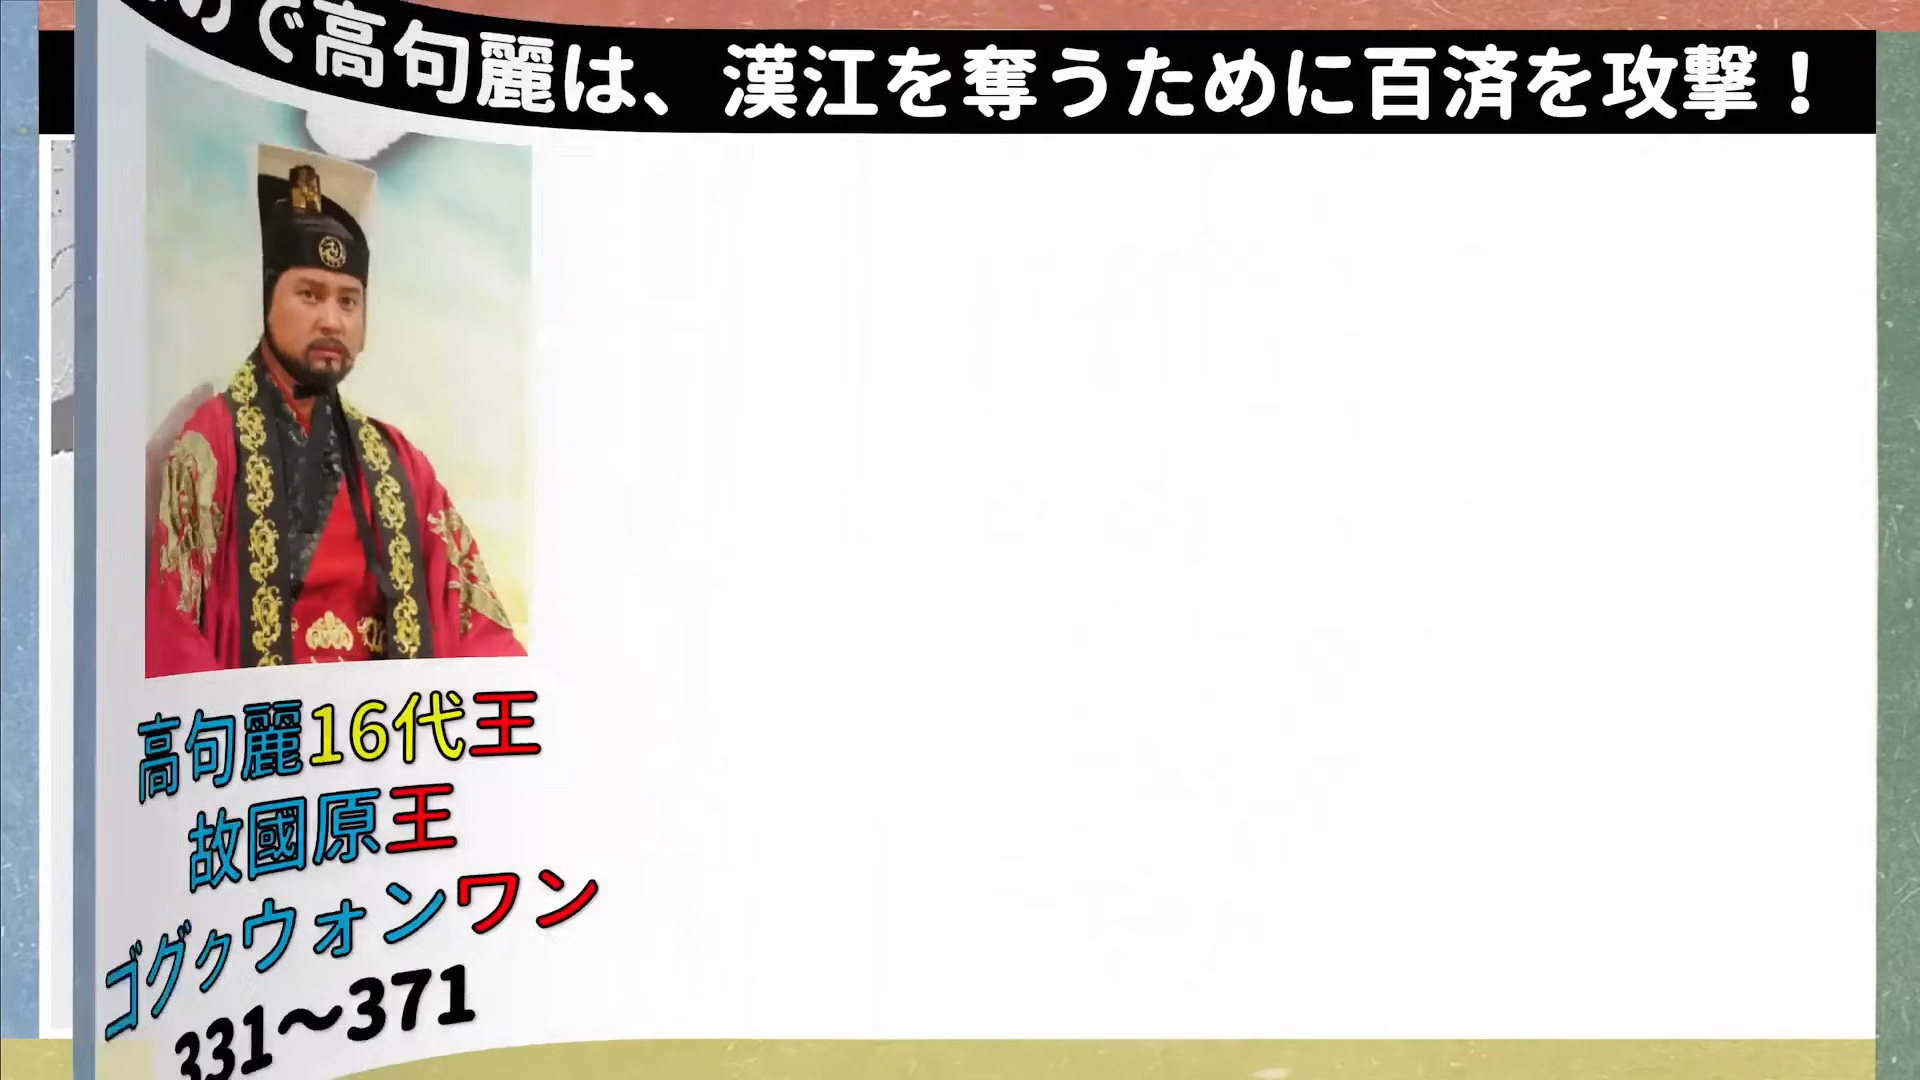 ので高句麗は、漢江を奪うために百済を攻撃！
高句麗16代王
故國原王
ゴグクウォンワン
331～371